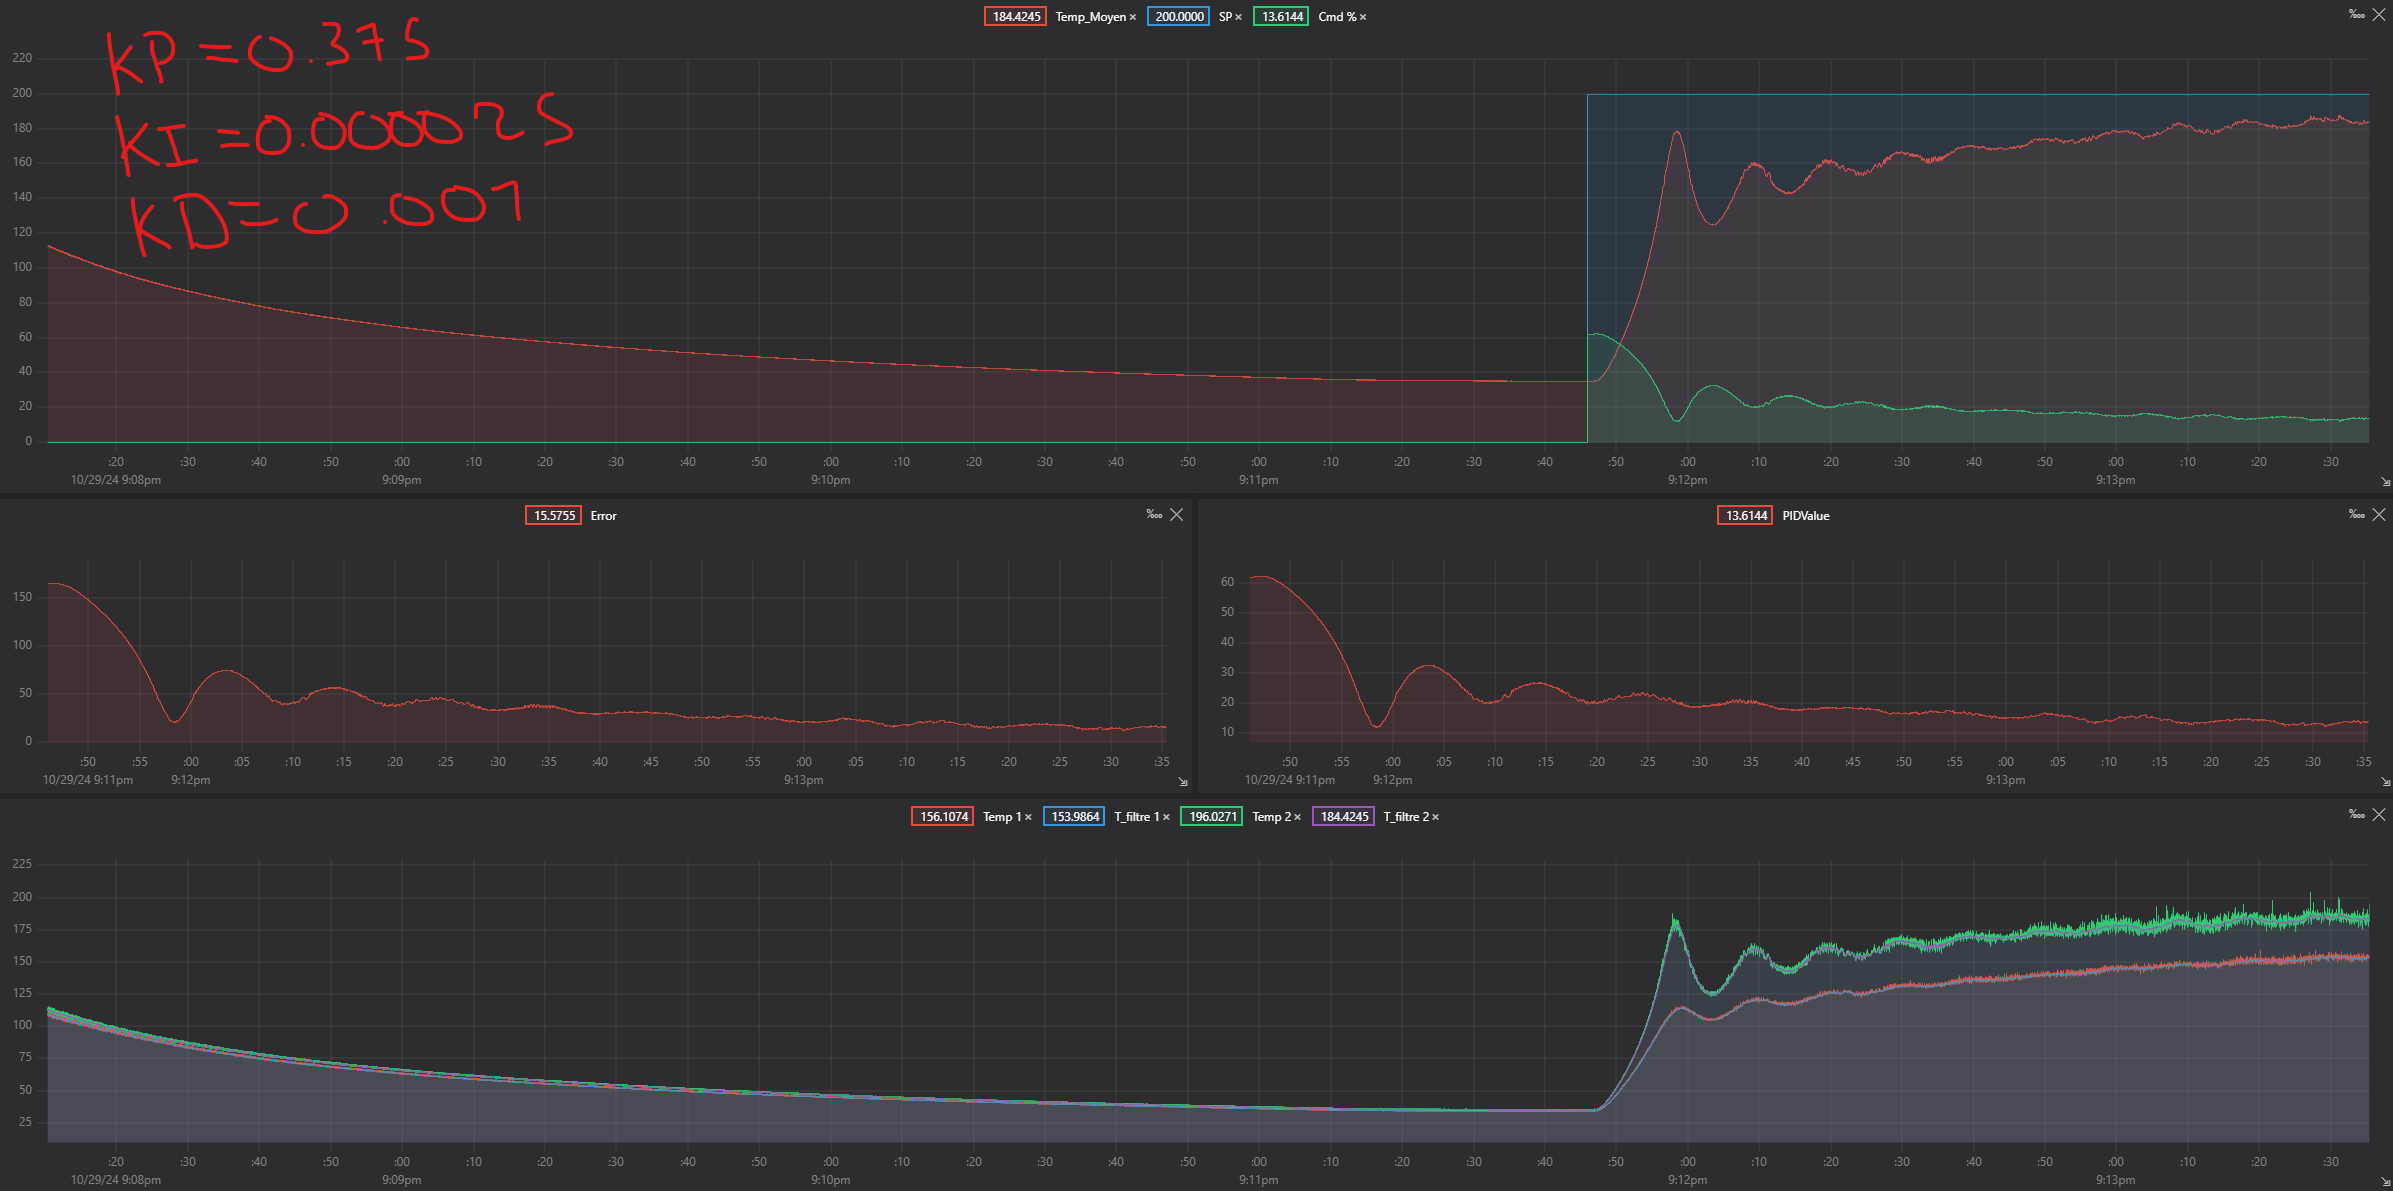 184.4245 Temp_Moyen × 200.0000 SP × 13.6144 Cmd % ×
KP = 0.375
KI = 0.000025
KD = 0.001
220
200
180
160
140
120
100
80
60
40
20
0
:20 :30 :40 :50 :00 :10 :20 :30 :40 :50 :00 :10 :20 :30 :40 :50 :00 :10 :20 :30 :40 :50 :00 :10 :20 :30
10/29/24 9:08pm 9:09pm 9:10pm 9:11pm 9:12pm 9:13pm
15.5755 Error
150
100
50
0
:50 :55 :00 :05 :10 :15 :20 :25 :30 :35 :40 :45 :50 :55 :00 :05 :10 :15 :20 :25 :30 :35
10/29/24 9:11pm 9:12pm 9:13pm
13.6144 PIDValue
60
50
40
30
20
10
:50 :55 :00 :05 :10 :15 :20 :25 :30 :35 :40 :45 :50 :55 :00 :05 :10 :15 :20 :25 :30 :35
10/29/24 9:11pm 9:12pm 9:13pm
156.1074 Temp 1 × 153.9864 T_filtre 1 × 196.0271 Temp 2 × 184.4245 T_filtre 2 ×
225
200
175
150
125
100
75
50
25
:20 :30 :40 :50 :00 :10 :20 :30 :40 :50 :00 :10 :20 :30 :40 :50 :00 :10 :20 :30 :40 :50 :00 :10 :20 :30
10/29/24 9:08pm 9:09pm 9:10pm 9:11pm 9:12pm 9:13pm